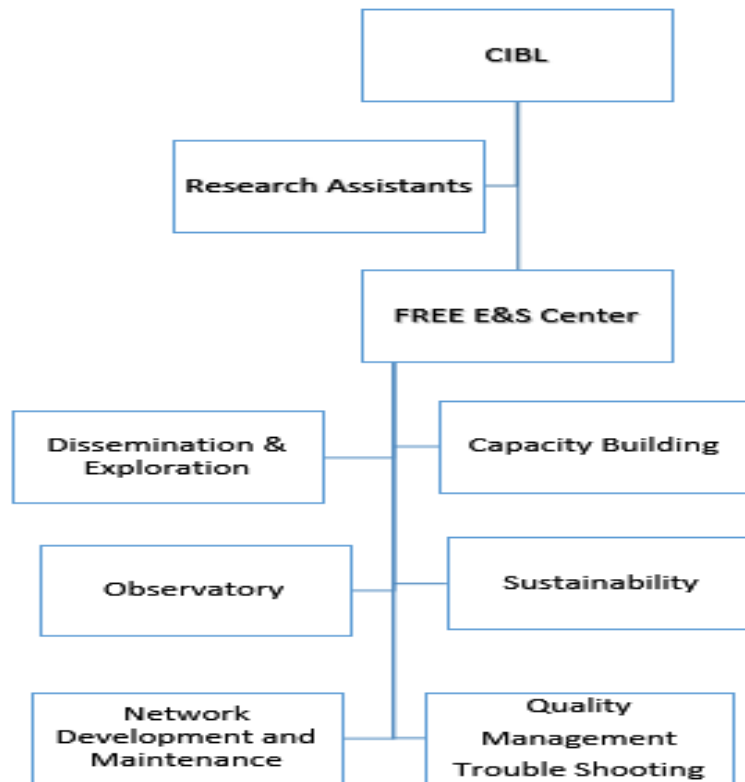 CIBL
Research Assistants
FREE E&S Center
Dissemination &
Exploration
Capacity Building
Observatory
Sustainability
Network
Development and
Maintenance
Quality
Management
Trouble Shooting